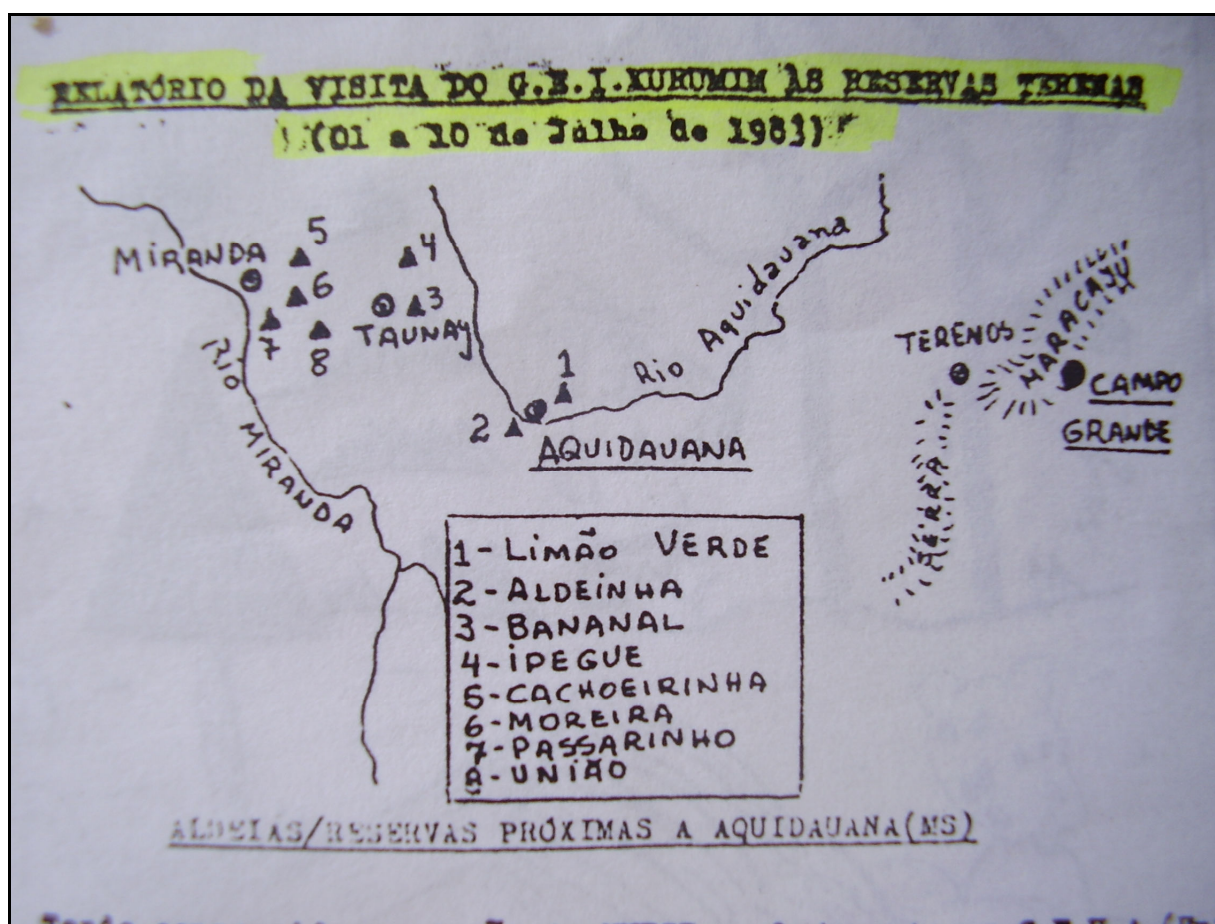 RELATÓRIO DA VISITA DO G.E.I.KURUMIM ÀS RESERVAS TERENAS
(01 a 10 de Julho de 1983)
MIRANDA
5
4
6
3
7
8
TAUNAY
RIO MIRANDA
1
2
AQUIDAUANA
Rio Aquidauana
TERENOS
SERRA MARACAJU
CAMPO
GRANDE
1-LIMÃO VERDE
2-ALDEINHA
3-BANANAL
4-IPEGUE
5-CACHOEIRINHA
6-MOREIRA
7-PASSARINHO
8-UNIÃO
ALDEIAS/RESERVAS PRÓXIMAS A AQUIDAUANA(MS)